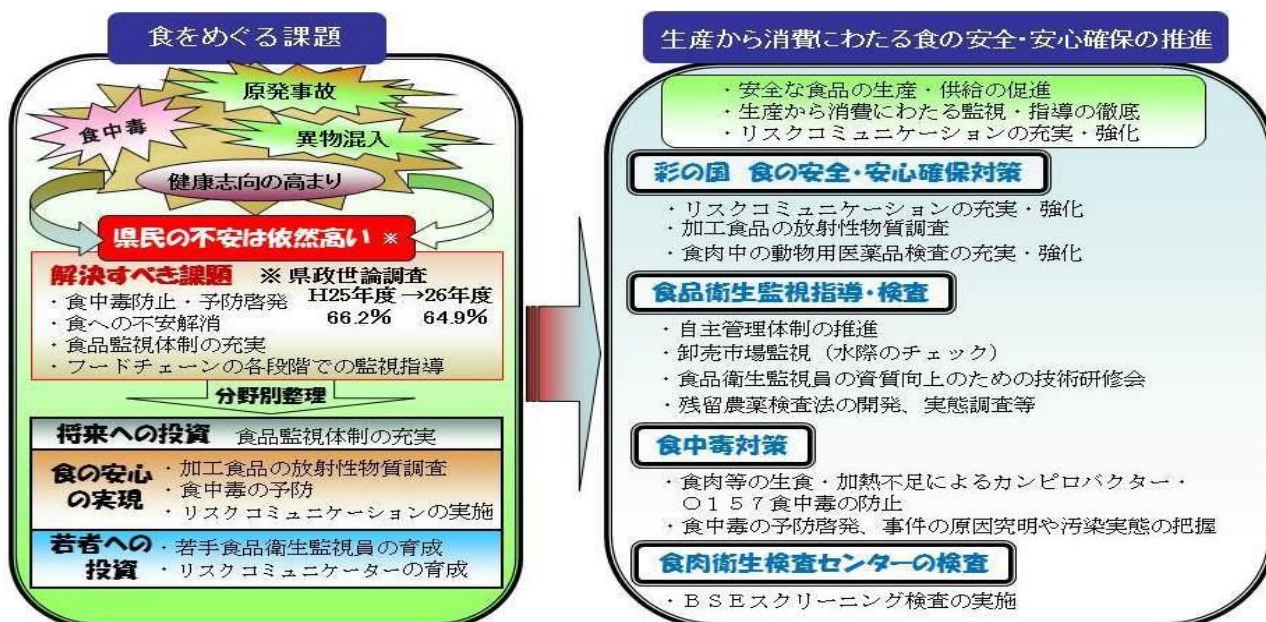 食をめぐる課題
原発事故
食中毒
異物混入
健康志向の高まり
県民の不安は依然高い ※
解決すべき課題 ※ 県政世論調査
・食中毒防止・予防啓発 H25年度 →26年度
・食への不安解消 66.2% 64.9%
・食品監視体制の充実
・フードチェーンの各段階での監視指導
分野別整理
将来への投資 食品監視体制の充実
食の安心の実現
・加工食品の放射性物質調査
・食中毒の予防
・リスクコミュニケーションの実施
若者への投資
・若手食品衛生監視員の育成
・リスクコミュニケーターの育成
生産から消費にわたる食の安全・安心確保の推進
・安全な食品の生産・供給の促進
・生産から消費にわたる監視・指導の徹底
・リスクコミュニケーションの充実・強化
彩の国 食の安全・安心確保対策
・リスクコミュニケーションの充実・強化
・加工食品の放射性物質調査
・食肉中の動物用医薬品検査の充実・強化
食品衛生監視指導・検査
・自主管理体制の推進
・卸売市場監視（水際のチェック）
・食品衛生監視員の資質向上のための技術研修会
・残留農薬検査法の開発、実態調査等
食中毒対策
・食肉等の生食・加熱不足によるカンピロバクター・
O157食中毒の防止
・食中毒の予防啓発、事件の原因究明や汚染実態の把握
食肉衛生検査センターの検査
・BSEスクリーニング検査の実施